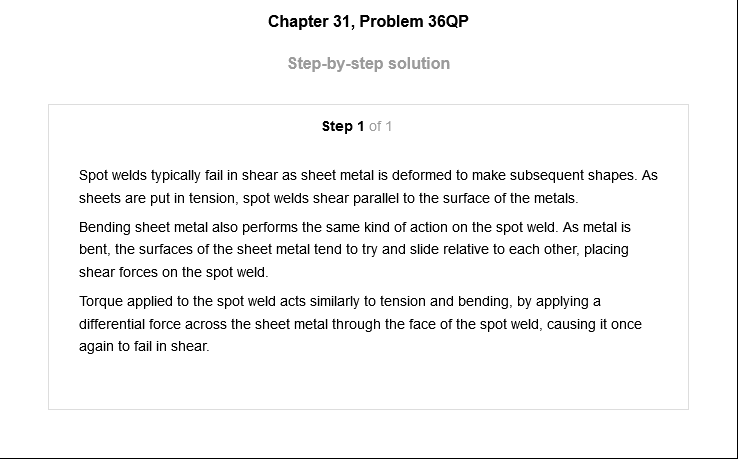 Chapter 31, Problem 36QP
Step-by-step solution
Step 1 of 1
Spot welds typically fail in shear as sheet metal is deformed to make subsequent shapes. As
sheets are put in tension, spot welds shear parallel to the surface of the metals.
Bending sheet metal also performs the same kind of action on the spot weld. As metal is
bent, the surfaces of the sheet metal tend to try and slide relative to each other, placing
shear forces on the spot weld.
Torque applied to the spot weld acts similarly to tension and bending, by applying a
differential force across the sheet metal through the face of the spot weld, causing it once
again to fail in shear.